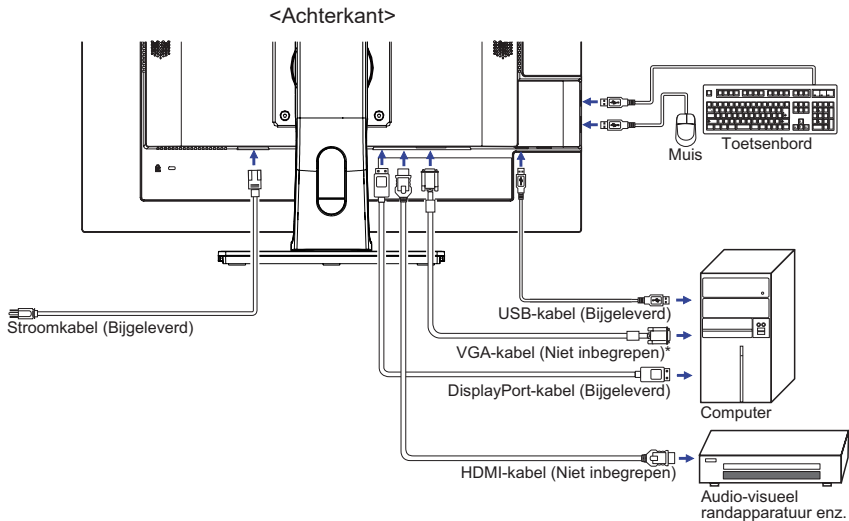 <Achterkant>
Toetsenbord
Muis
Stroomkabel (Bijgeleverd)
USB-kabel (Bijgeleverd)
VGA-kabel (Niet inbegrepen)*
DisplayPort-kabel (Bijgeleverd)
Computer
HDMI-kabel (Niet inbegrepen)
Audio-visueel
randapparatuur enz.